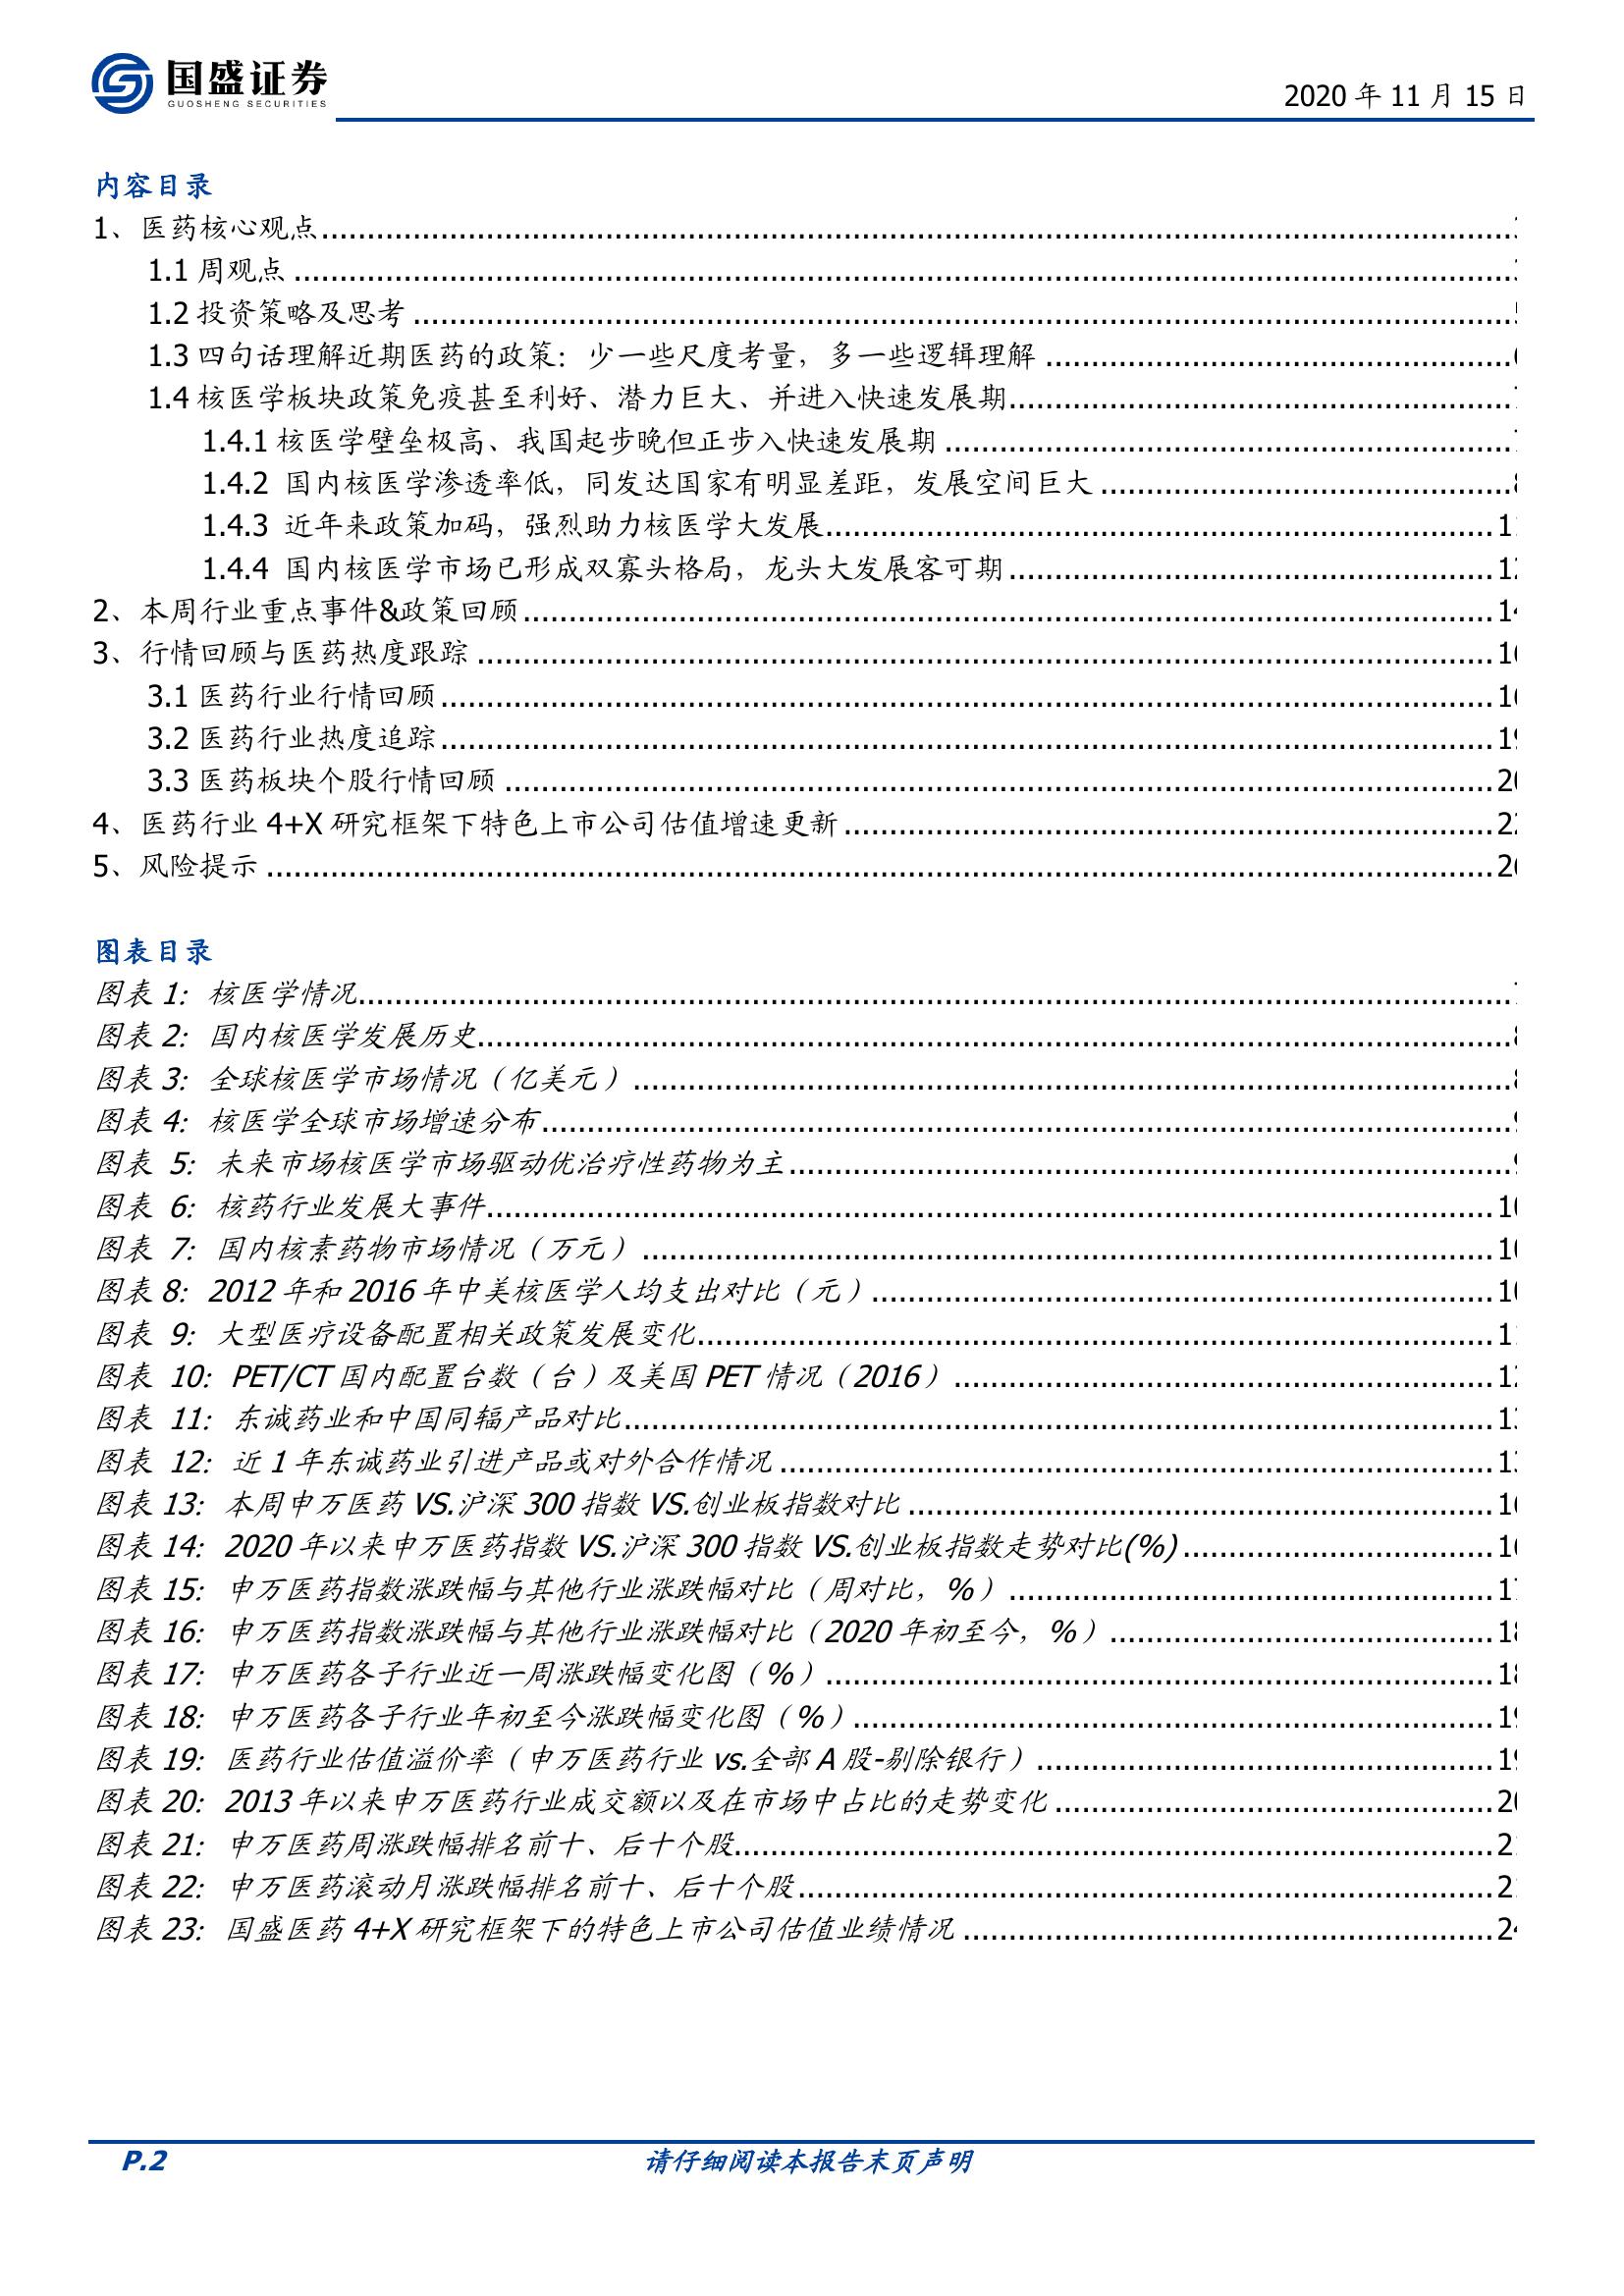 国盛证券
GUOSHENG SECURITIES
2020 年 11 月 15 日
内容目录
1、医药核心观点
1.1 周观点
1.2 投资策略及思考
1.3 四句话理解近期医药的政策：少一些尺度考量，多一些逻辑理解
1.4 核医学板块政策免疫甚至利好、潜力巨大、并进入快速发展期
1.4.1 核医学壁垒极高、我国起步晚但正步入快速发展期
1.4.2 国内核医学渗透率低，同发达国家有明显差距，发展空间巨大
1.4.3 近年来政策加码，强烈助力核医学大发展
1.4.4 国内核医学市场已形成双寡头格局，龙头大发展客可期
2、本周行业重点事件&政策回顾
3、行情回顾与医药热度跟踪
3.1 医药行业行情回顾
3.2 医药行业热度追踪
3.3 医药板块个股行情回顾
4、医药行业 4+X 研究框架下特色上市公司估值增速更新
5、风险提示
图表目录
图表 1：核医学情况
图表 2：国内核医学发展历史
图表 3：全球核医学市场情况（亿美元）
图表 4：核医学全球市场增速分布
图表 5：未来市场核医学市场驱动优治疗性药物为主
图表 6：核药行业发展大事件
图表 7：国内核素药物市场情况（万元）
图表 8：2012 年和 2016 年中美核医学人均支出对比（元）
图表 9：大型医疗设备配置相关政策发展变化
图表 10：PET/CT 国内配置台数（台）及美国 PET 情况（2016）
图表 11：东诚药业和中国同辐产品对比
图表 12：近 1 年东诚药业引进产品或对外合作情况
图表 13：本周申万医药 VS.沪深 300 指数 VS.创业板指数对比
图表 14：2020 年以来申万医药指数 VS.沪深 300 指数 VS.创业板指数走势对比(%)
图表 15：申万医药指数涨跌幅与其他行业涨跌幅对比（周对比，%）
图表 16：申万医药指数涨跌幅与其他行业涨跌幅对比（2020 年初至今，%）
图表 17：申万医药各子行业近一周涨跌幅变化图（%）
图表 18：申万医药各子行业年初至今涨跌幅变化图（%）
图表 19：医药行业估值溢价率（申万医药行业 vs.全部 A 股-剔除银行）
图表 20：2013 年以来申万医药行业成交额以及在市场中占比的走势变化
图表 21：申万医药周涨跌幅排名前十、后十个股
图表 22：申万医药滚动月涨跌幅排名前十、后十个股
图表 23：国盛医药 4+X 研究框架下的特色上市公司估值业绩情况
P.2 请仔细阅读本报告末页声明